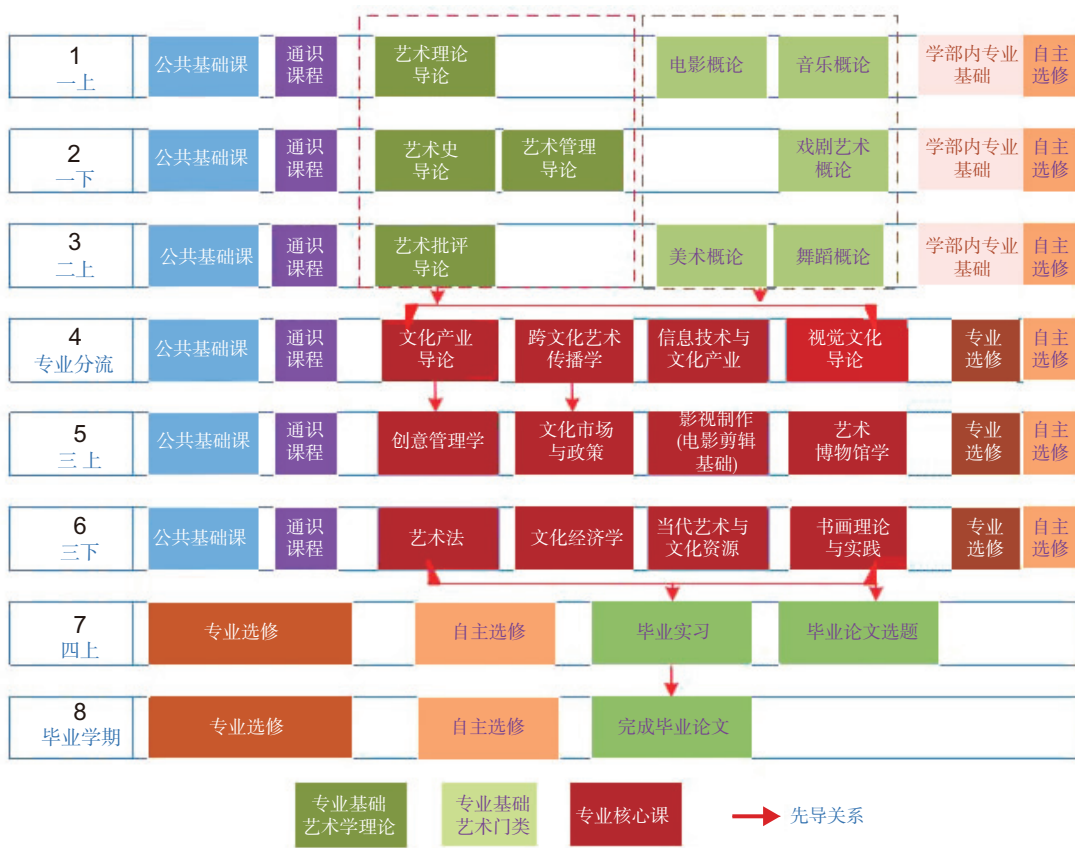 1
一上
公共基础课
通识
课程
艺术理论
导论
电影概论
音乐概论
学部内专业
基础
自主
选修
2
一下
公共基础课
通识
课程
艺术史
导论
艺术管理
导论
戏剧艺术
概论
学部内专业
基础
自主
选修
3
二上
公共基础课
通识
课程
艺术批评
导论
美术概论
舞蹈概论
学部内专业
基础
自主
选修
4
专业分流
公共基础课
通识
课程
文化产业
导论
跨文化艺术
传播学
信息技术与
文化产业
视觉文化
导论
专业
选修
自主
选修
5
三 上
公共基础课
通识
课程
创意管理学
文化市场
与政策
影视制作
(电影剪辑
基础)
艺术
博物馆学
专业
选修
自主
选修
6
三下
公共基础课
通识
课程
艺术法
文化经济学
当代艺术与
文化资源
书画理论
与实践
专业
选修
自主
选修
7
四上
专业选修
自主选修
毕业实习
毕业论文选题
8
毕业学期
专业选修
自主选修
完成毕业论文
专业基础
艺术学理论
专业基础
艺术门类
专业核心课
先导关系